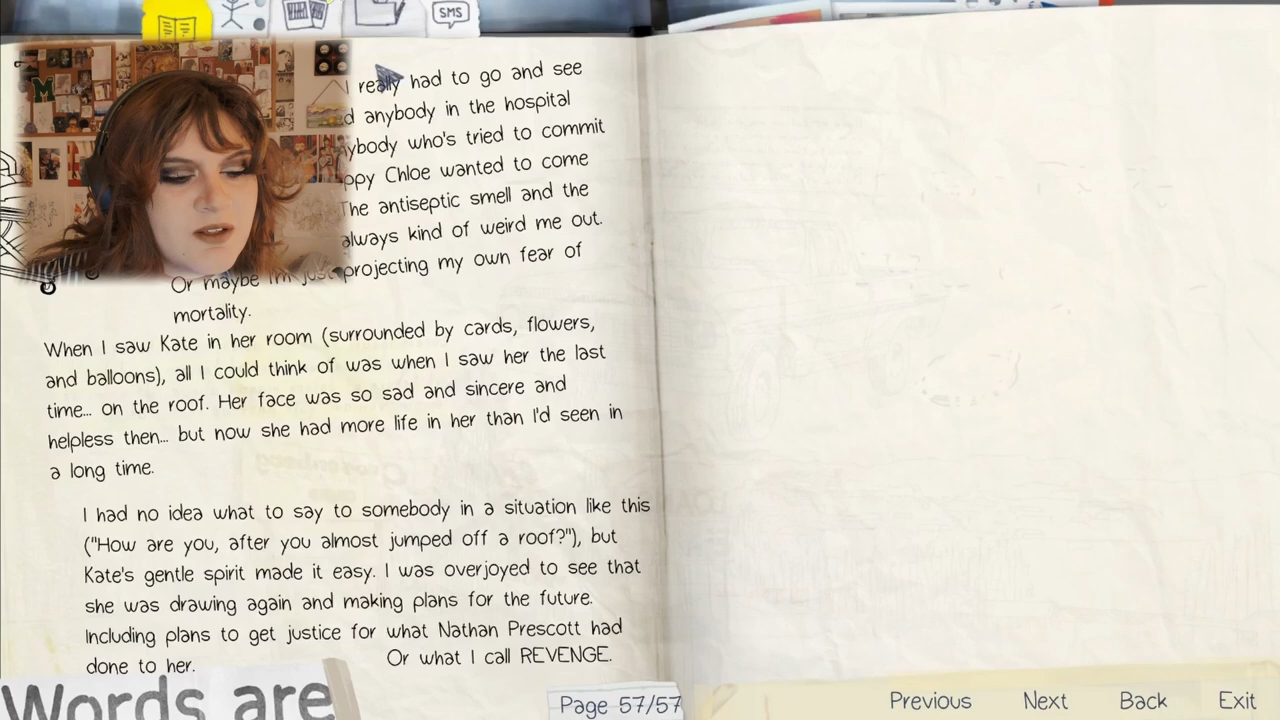 SMS
M
I really had to go and see
d anybody in the hospital
ybody who's tried to commit
ppy Chloe wanted to come
The antiseptic smell and the
always kind of weird me out.
Or maybe I'm just projecting my own fear of
mortality.
When I saw Kate in her room (surrounded by cards, flowers,
and balloons), all I could think of was when I saw her the last
time... on the roof. Her face was so sad and sincere and
helpless then... but now she had more life in her than I'd seen in
a long time.
I had no idea what to say to somebody in a situation like this
("How are you, after you almost jumped off a roof?"), but
Kate's gentle spirit made it easy. I was overjoyed to see that
she was drawing again and making plans for the future.
Including plans to get justice for what Nathan Prescott had
done to her. Or what I call REVENGE.
Words are
Page 57/57
Previous Next Back Exit